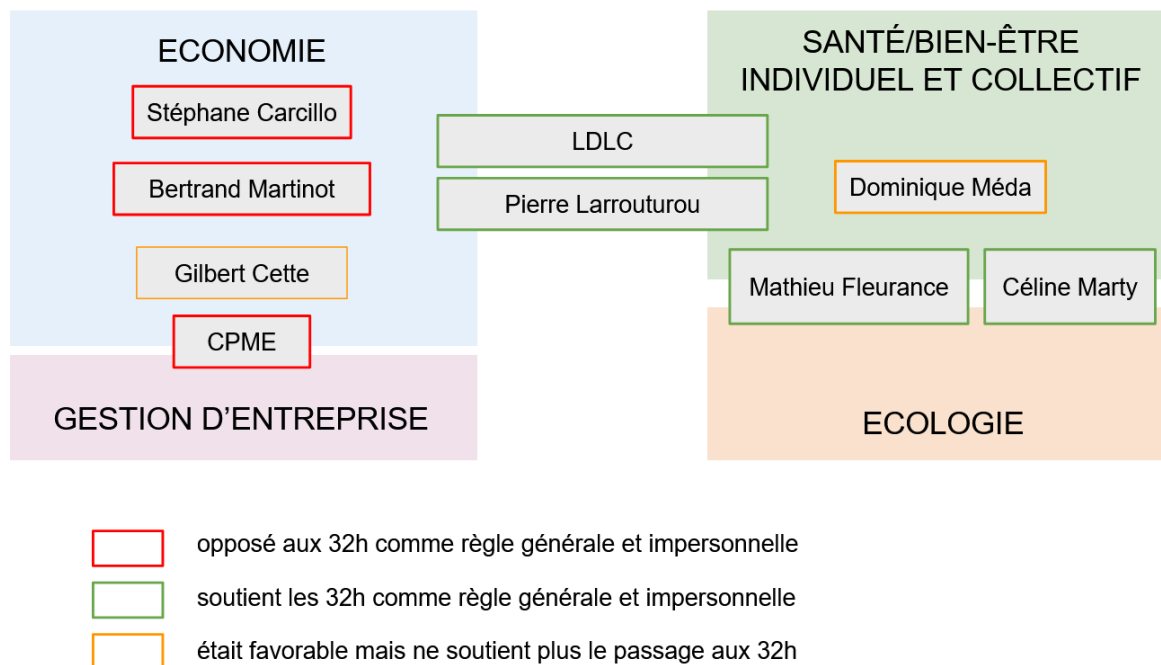 ECONOMIE
Stéphane Carcillo
Bertrand Martinot
Gilbert Cette
CPME
GESTION D'ENTREPRISE
LDLC
Pierre Larrouturou
SANTÉ/BIEN-ÊTRE
INDIVIDUEL ET COLLECTIF
Dominique Méda
Mathieu Fleurance
Céline Marty
ECOLOGIE
opposé aux 32h comme règle générale et impersonnelle
soutient les 32h comme règle générale et impersonnelle
était favorable mais ne soutient plus le passage aux 32h